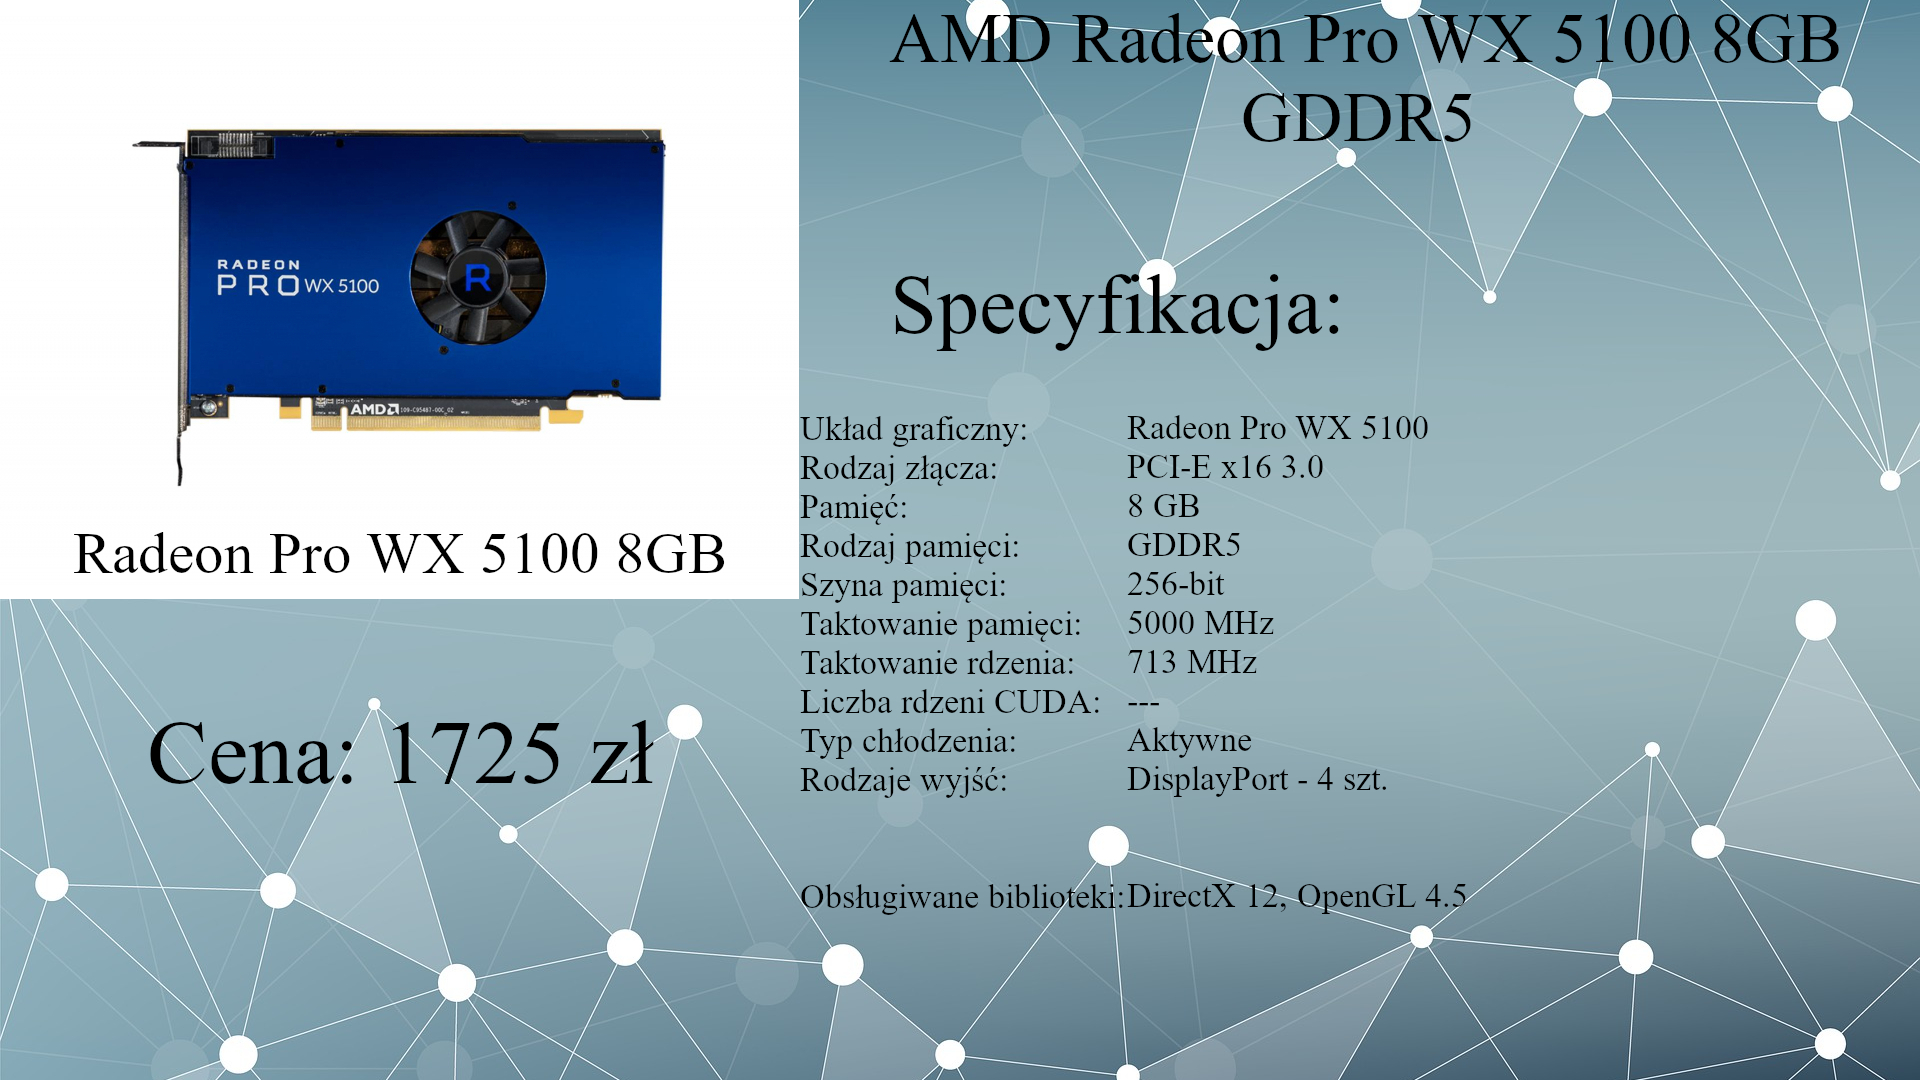 AMD Radeon Pro WX 5100 8GB
GDDR5
RADEON
PRO WX 5100
R
AMD 109-C95487-00C_02
Radeon Pro WX 5100 8GB
Cena: 1725 zł
Specyfikacja:
Układ graficzny: Radeon Pro WX 5100
Rodzaj złącza: PCI-E x16 3.0
Pamięć: 8 GB
Rodzaj pamięci: GDDR5
Szyna pamięci: 256-bit
Taktowanie pamięci: 5000 MHz
Taktowanie rdzenia: 713 MHz
Liczba rdzeni CUDA: ---
Typ chłodzenia: Aktywne
Rodzaje wyjść: DisplayPort - 4 szt.
Obsługiwane biblioteki: DirectX 12, OpenGL 4.5